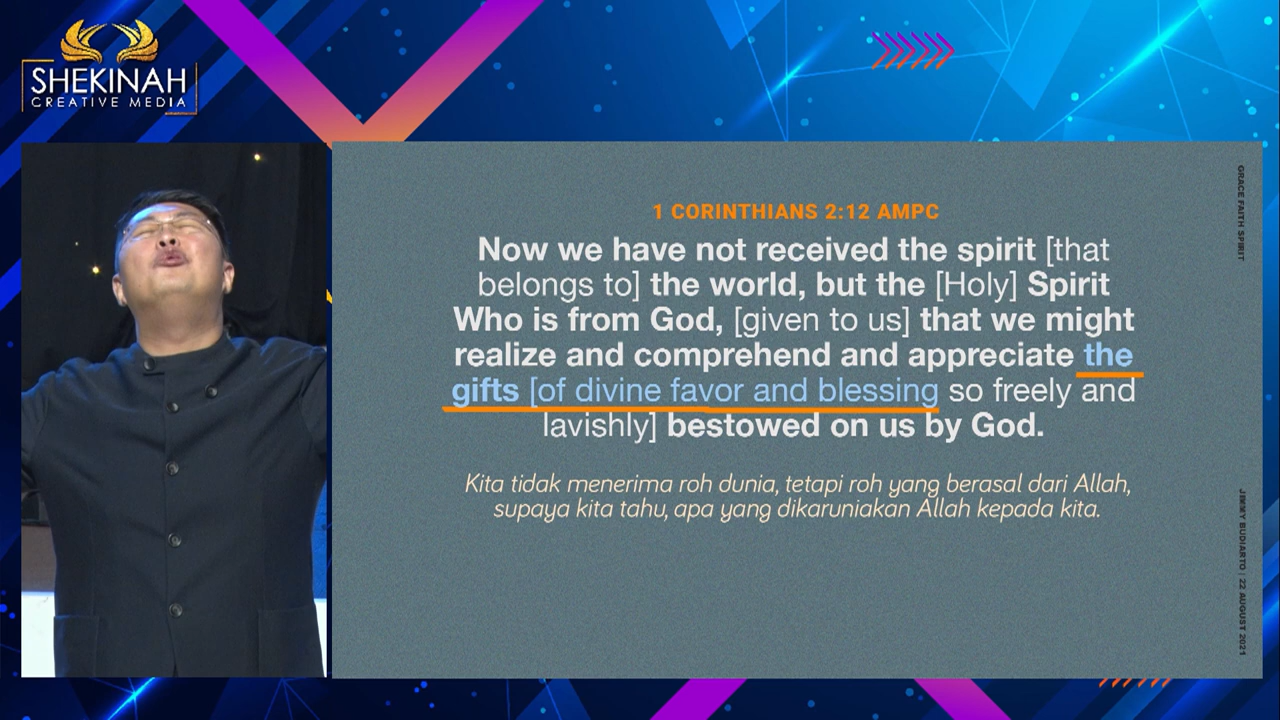 SHEKINAH
CREATIVE MEDIA
1 CORINTHIANS 2:12 AMPC
Now we have not received the spirit [that
belongs to] the world, but the [Holy] Spirit
Who is from God, [given to us] that we might
realize and comprehend and appreciate the
gifts [of divine favor and blessing so freely and
lavishly] bestowed on us by God.
Kita tidak menerima roh dunia, tetapi roh yang berasal dari Allah,
supaya kita tahu, apa yang dikaruniakan Allah kepada kita.
GRACE FAITH SPIRIT
JIMMY BUDIARTO | 22 AUGUST 2021